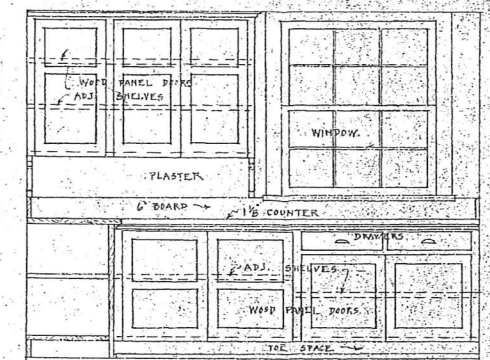 WOOD PANEL DOORS
ADJ. SHELVES
WINDOW.
PLASTER
6" BOARD
1⅛ COUNTER
DRAWERS
ADJ. SHELVES.
WOOD PANEL DOORS.
TOE SPACE